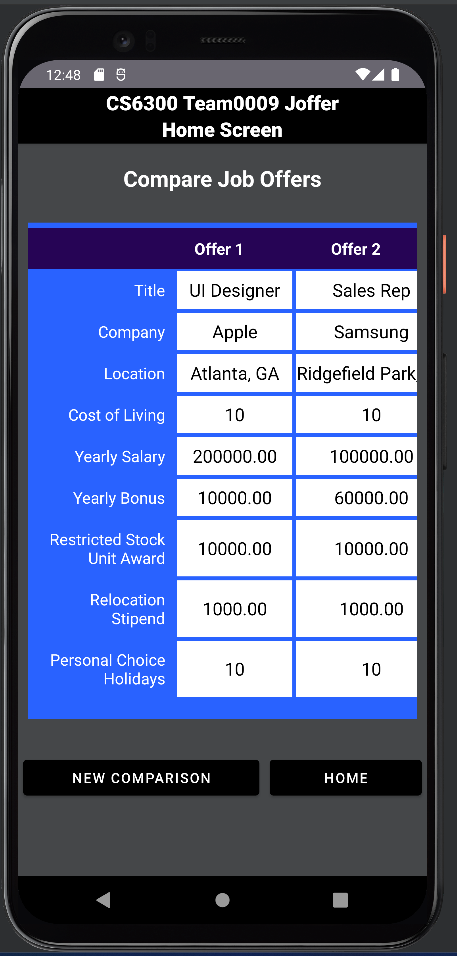 12:48
CS6300 Team0009 Joffer
Home Screen
Compare Job Offers
Offer 1 Offer 2
Title UI Designer Sales Rep
Company Apple Samsung
Location Atlanta, GA Ridgefield Park,
Cost of Living 10 10
Yearly Salary 200000.00 100000.00
Yearly Bonus 10000.00 60000.00
Restricted Stock
Unit Award 10000.00 10000.00
Relocation
Stipend 1000.00 1000.00
Personal Choice
Holidays 10 10
NEW COMPARISON HOME